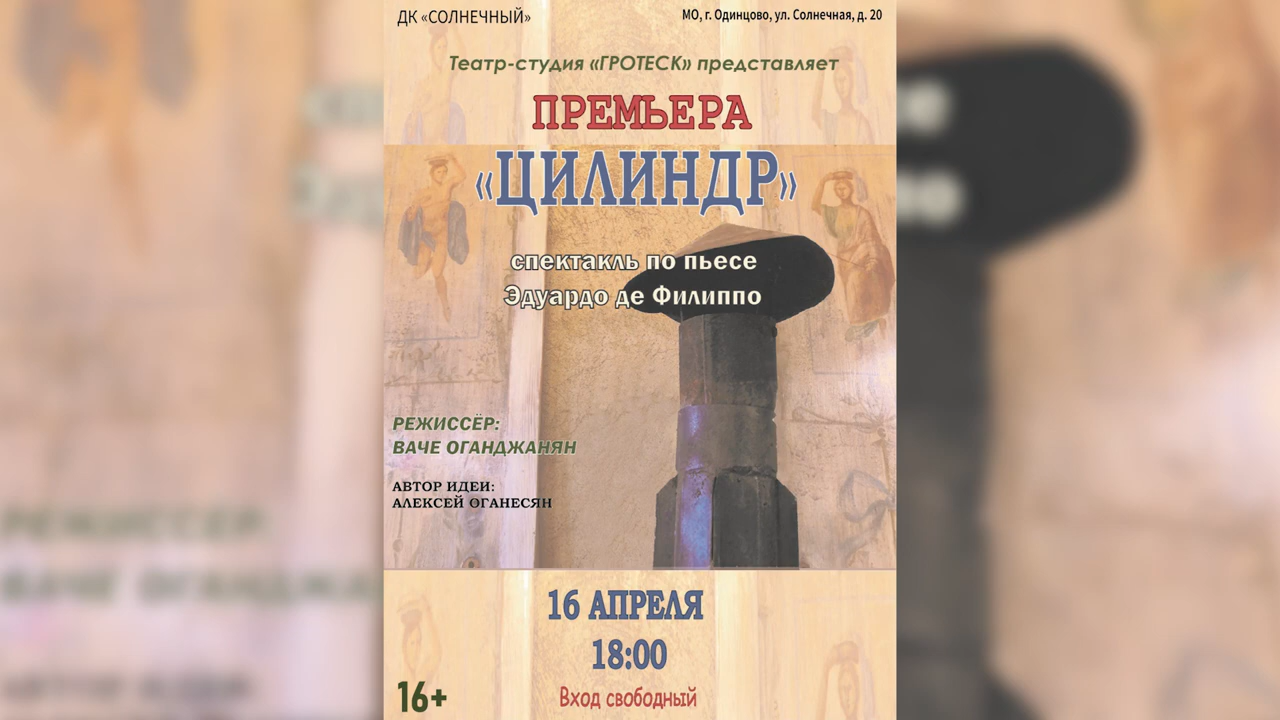 ДК «СОЛНЕЧНЫЙ»
МО, г. Одинцово, ул. Солнечная, д. 20
Театр-студия «ГРОТЕСК» представляет
ПРЕМЬЕРА
«ЦИЛИНДР»
спектакль по пьесе
Эдуардо де Филиппо
РЕЖИССЁР:
ВАЧЕ ОГАНДЖАНЯН
АВТОР ИДЕИ:
АЛЕКСЕЙ ОГАНЕСЯН
16 АПРЕЛЯ
18:00
16+
Вход свободный